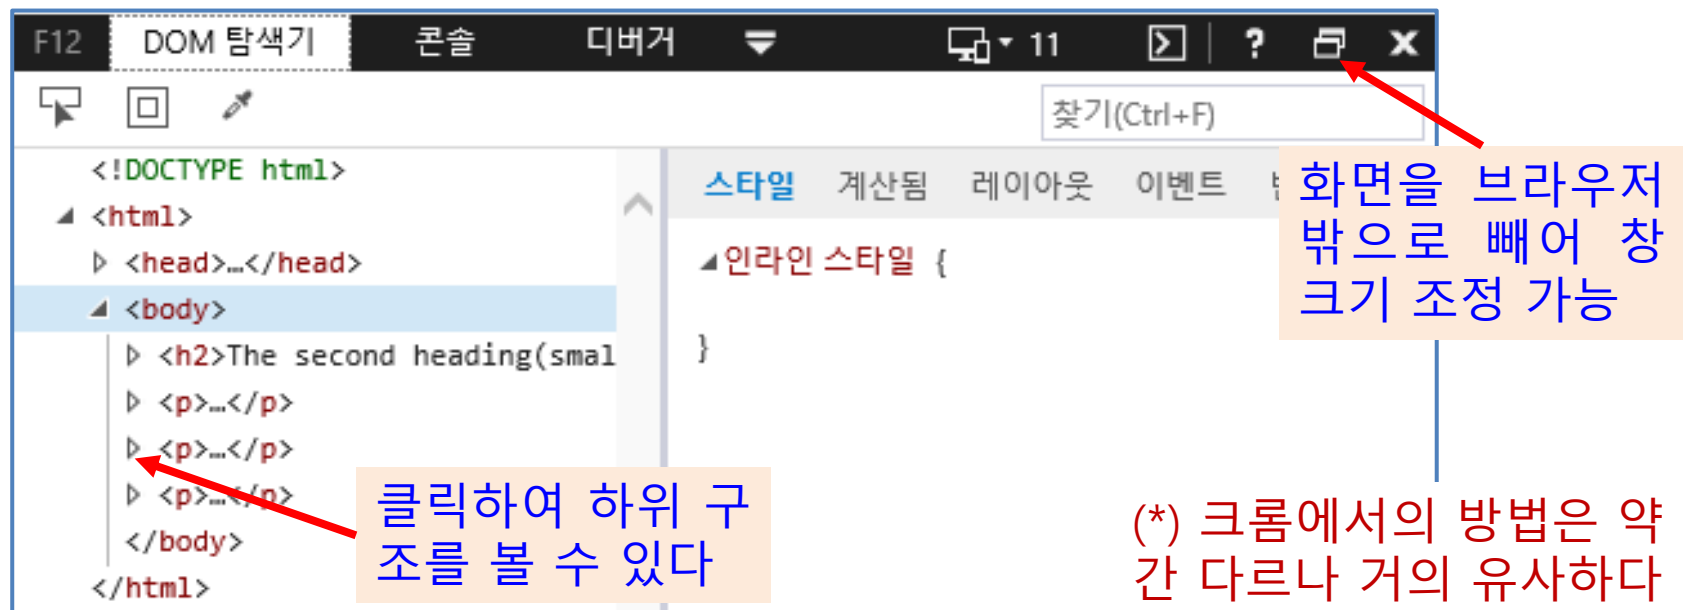 F12 DOM 탐색기 콘솔 디버거 11 ?
찾기(Ctrl+F)
<!DOCTYPE html>
<html>
<head>…</head>
<body>
<h2>The second heading(smal
<p>…</p>
<p>…</p>
<p>…</p>
</body>
</html>
스타일 계산됨 레이아웃 이벤트
인라인 스타일 {
}
화면을 브라우저
밖으로 빼어 창
크기 조정 가능
클릭하여 하위 구
조를 볼 수 있다
(*) 크롬에서의 방법은 약
간 다르나 거의 유사하다